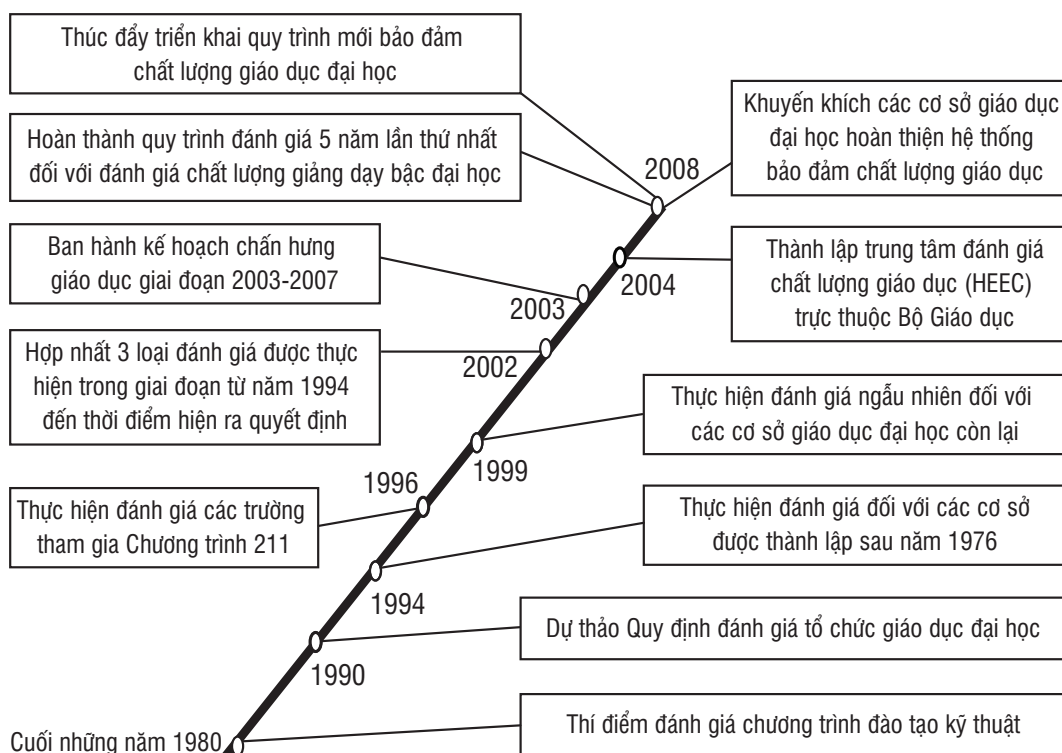 Thúc đẩy triển khai quy trình mới bảo đảm
chất lượng giáo dục đại học
Hoàn thành quy trình đánh giá 5 năm lần thứ nhất
đối với đánh giá chất lượng giảng dạy bậc đại học
Khuyến khích các cơ sở giáo dục
đại học hoàn thiện hệ thống
bảo đảm chất lượng giáo dục
2008
Ban hành kế hoạch chấn hưng
giáo dục giai đoạn 2003-2007
Thành lập trung tâm đánh giá
chất lượng giáo dục (HEEC)
trực thuộc Bộ Giáo dục
2004
2003
Hợp nhất 3 loại đánh giá được thực
hiện trong giai đoạn từ năm 1994
đến thời điểm hiện ra quyết định
2002
Thực hiện đánh giá ngẫu nhiên đối với
các cơ sở giáo dục đại học còn lại
1999
1996
Thực hiện đánh giá các trường
tham gia Chương trình 211
Thực hiện đánh giá đối với các cơ sở
được thành lập sau năm 1976
1994
Dự thảo Quy định đánh giá tổ chức giáo dục đại học
1990
Thí điểm đánh giá chương trình đào tạo kỹ thuật
Cuối những năm 1980